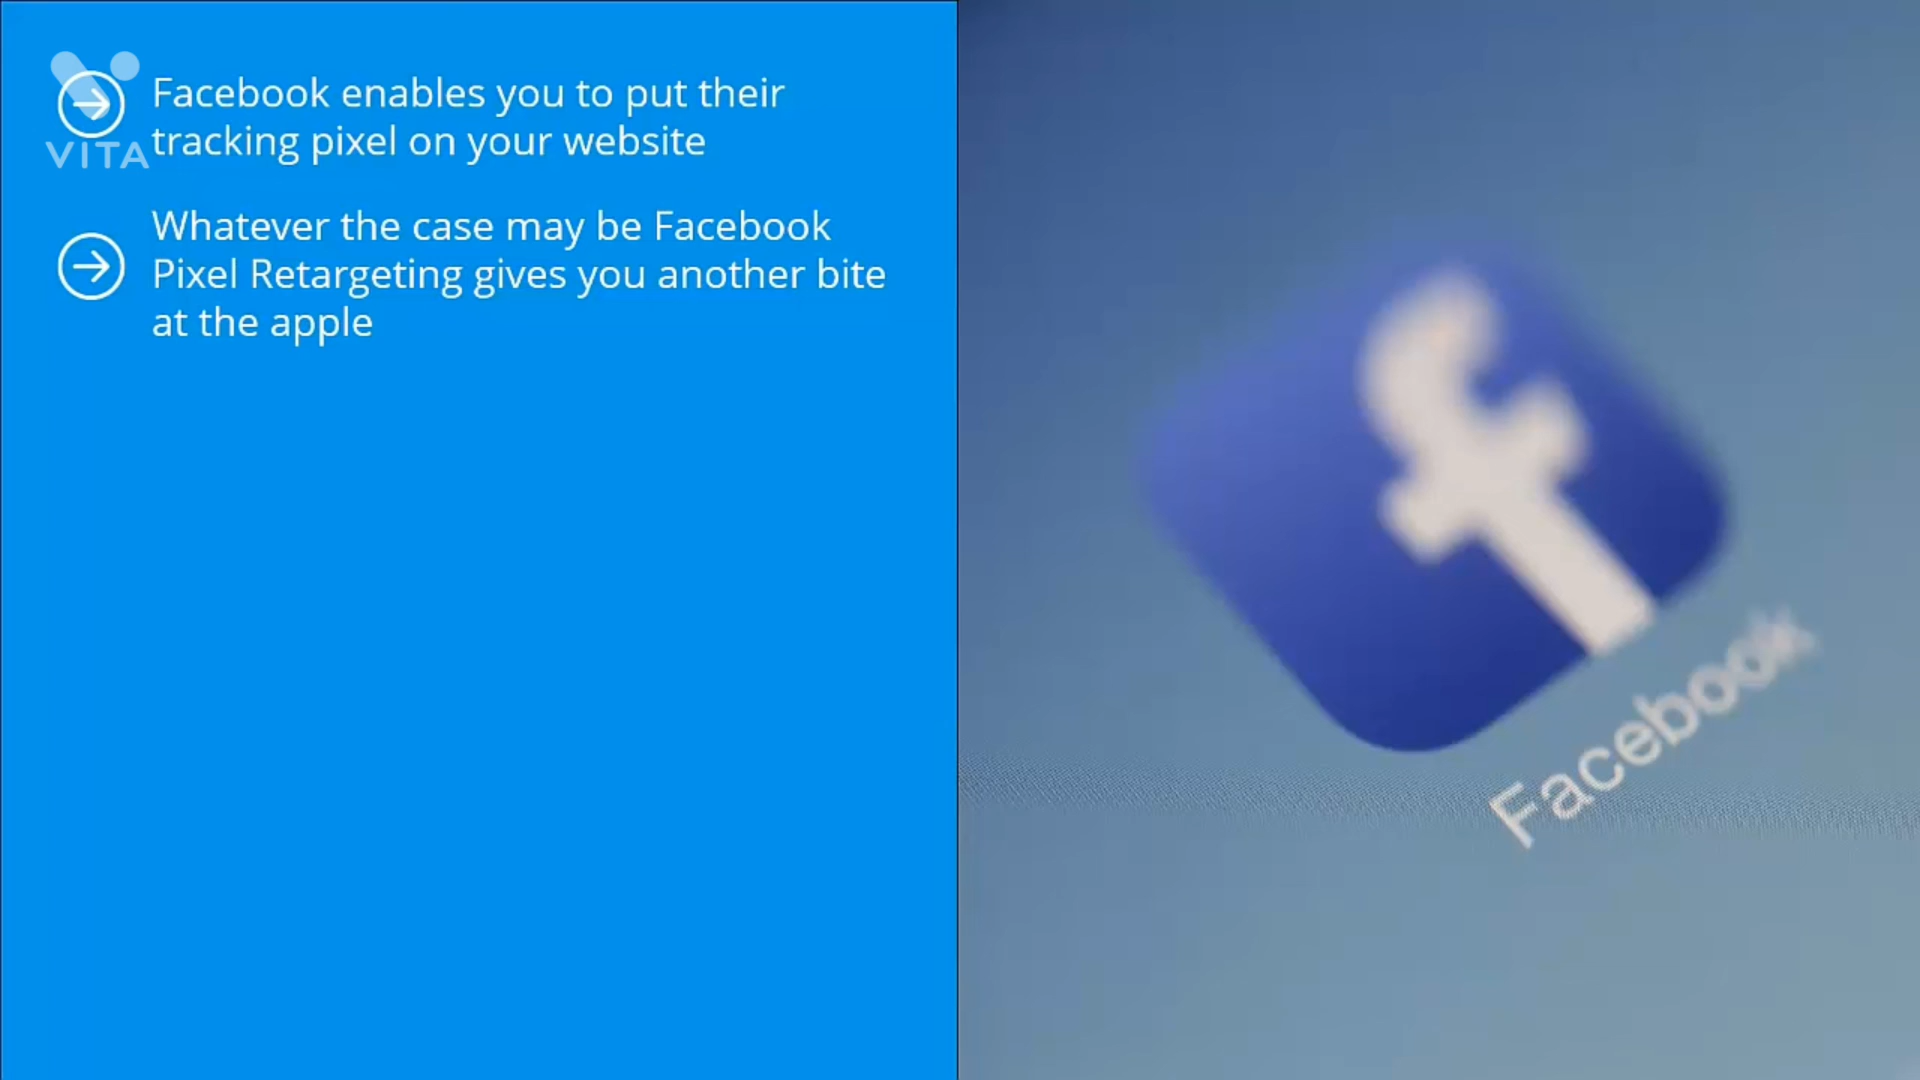 Facebook enables you to put their
tracking pixel on your website
VITA
Whatever the case may be Facebook
Pixel Retargeting gives you another bite
at the apple
f
Facebook